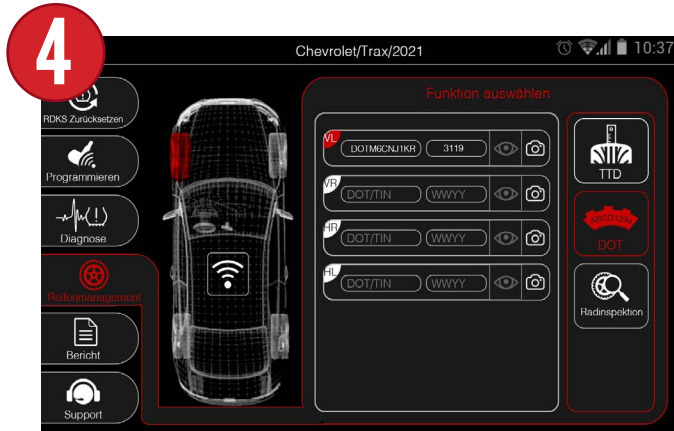 4
Chevrolet/Trax/2021
10:37
RDKS Zurücksetzen
Programmieren
Diagnose
Reifenmanagement
Bericht
Support
Funktion auswählen
VL
DOTM6CNJ1KR
3119
VR
DOT/TIN
WWYY
HR
DOT/TIN
WWYY
HL
DOT/TIN
WWYY
TTD
ABCD1234
DOT
Radinspektion